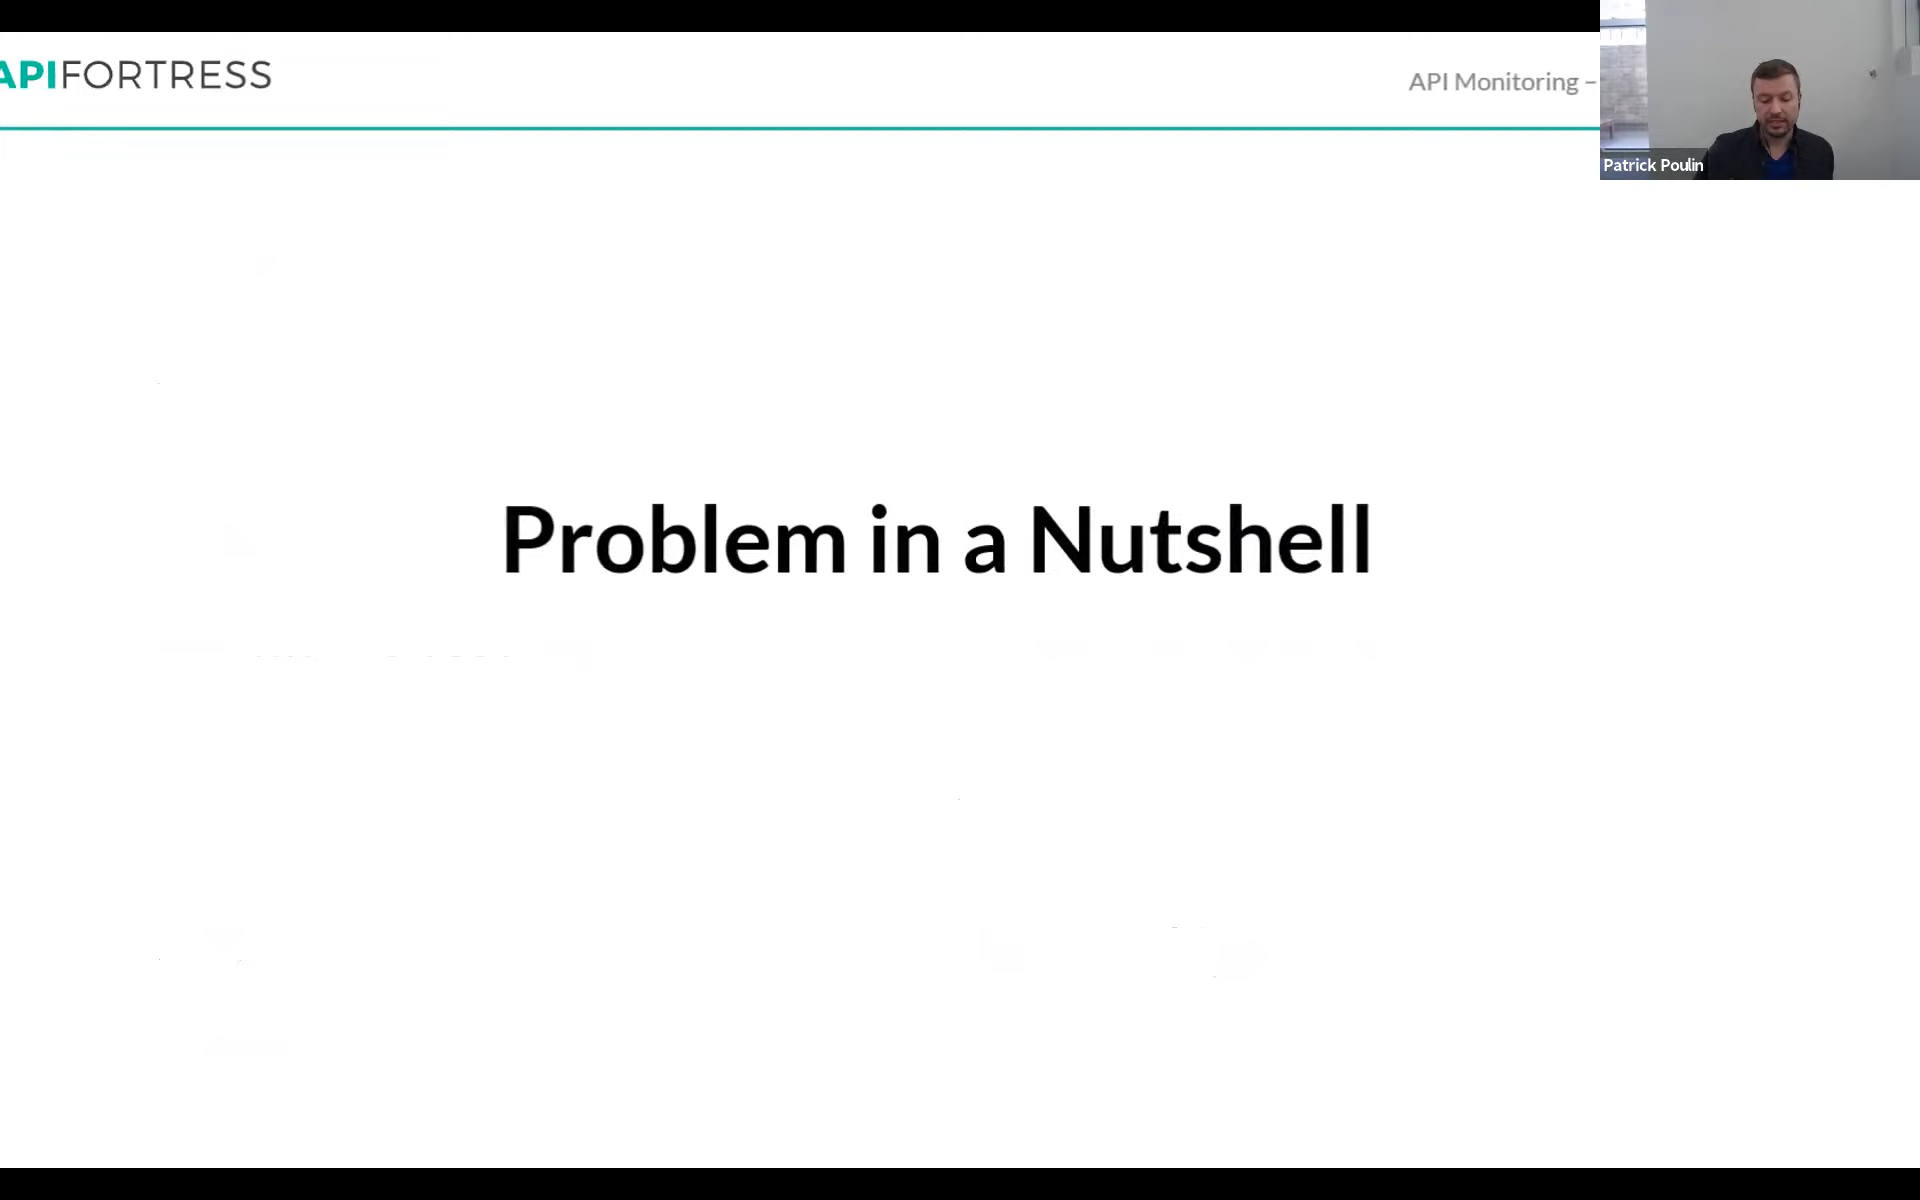 APIFORTRESS
API Monitoring –
Patrick Poulin
Problem in a Nutshell